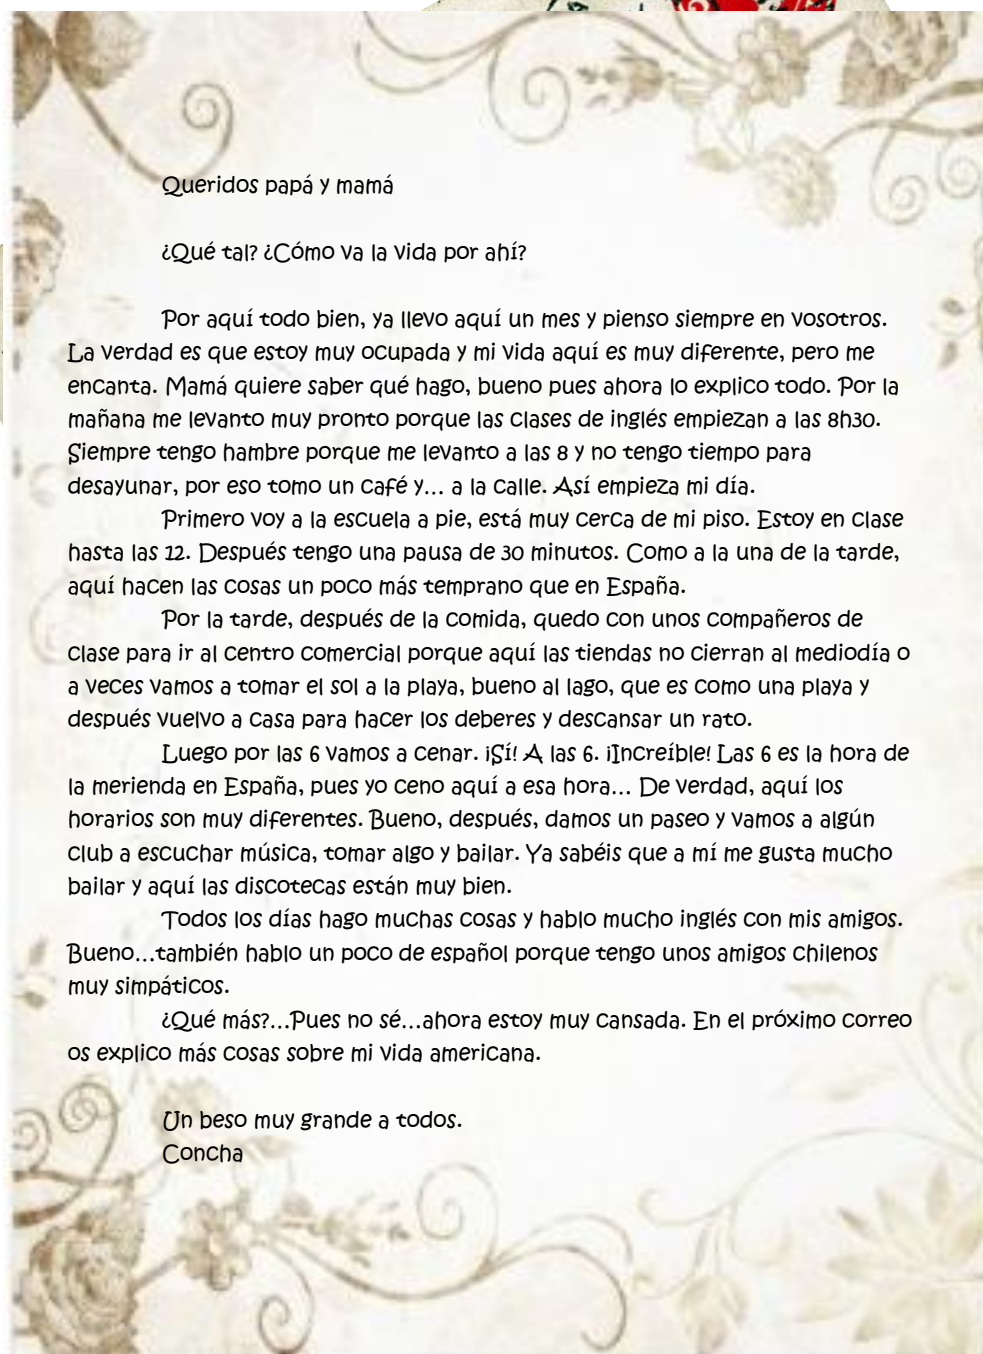 Queridos papá y mamá
¿Qué tal? ¿Cómo va la vida por ahí?
Por aquí todo bien, ya llevo aquí un mes y pienso siempre en vosotros.
La verdad es que estoy muy ocupada y mi vida aquí es muy diferente, pero me
encanta. Mamá quiere saber qué hago, bueno pues ahora lo explico todo. Por la
mañana me levanto muy pronto porque las clases de inglés empiezan a las 8h30.
Siempre tengo hambre porque me levanto a las 8 y no tengo tiempo para
desayunar, por eso tomo un café y... a la calle. Así empieza mi día.
Primero voy a la escuela a pie, está muy cerca de mi piso. Estoy en clase
hasta las 12. Después tengo una pausa de 30 minutos. Como a la una de la tarde,
aquí hacen las cosas un poco más temprano que en España.
Por la tarde, después de la comida, quedo con unos compañeros de
clase para ir al centro comercial porque aquí las tiendas no cierran al mediodía o
a veces vamos a tomar el sol a la playa, bueno al lago, que es como una playa y
después vuelvo a casa para hacer los deberes y descansar un rato.
Luego por las 6 vamos a cenar. ¡Sí! A las 6. ¡Increíble! Las 6 es la hora de
la merienda en España, pues yo ceno aquí a esa hora... De verdad, aquí los
horarios son muy diferentes. Bueno, después, damos un paseo y vamos a algún
club a escuchar música, tomar algo y bailar. Ya sabéis que a mí me gusta mucho
bailar y aquí las discotecas están muy bien.
Todos los días hago muchas cosas y hablo mucho inglés con mis amigos.
Bueno...también hablo un poco de español porque tengo unos amigos chilenos
muy simpáticos.
¿Qué más?...Pues no sé...ahora estoy muy cansada. En el próximo correo
os explico más cosas sobre mi vida americana.
Un beso muy grande a todos.
Concha